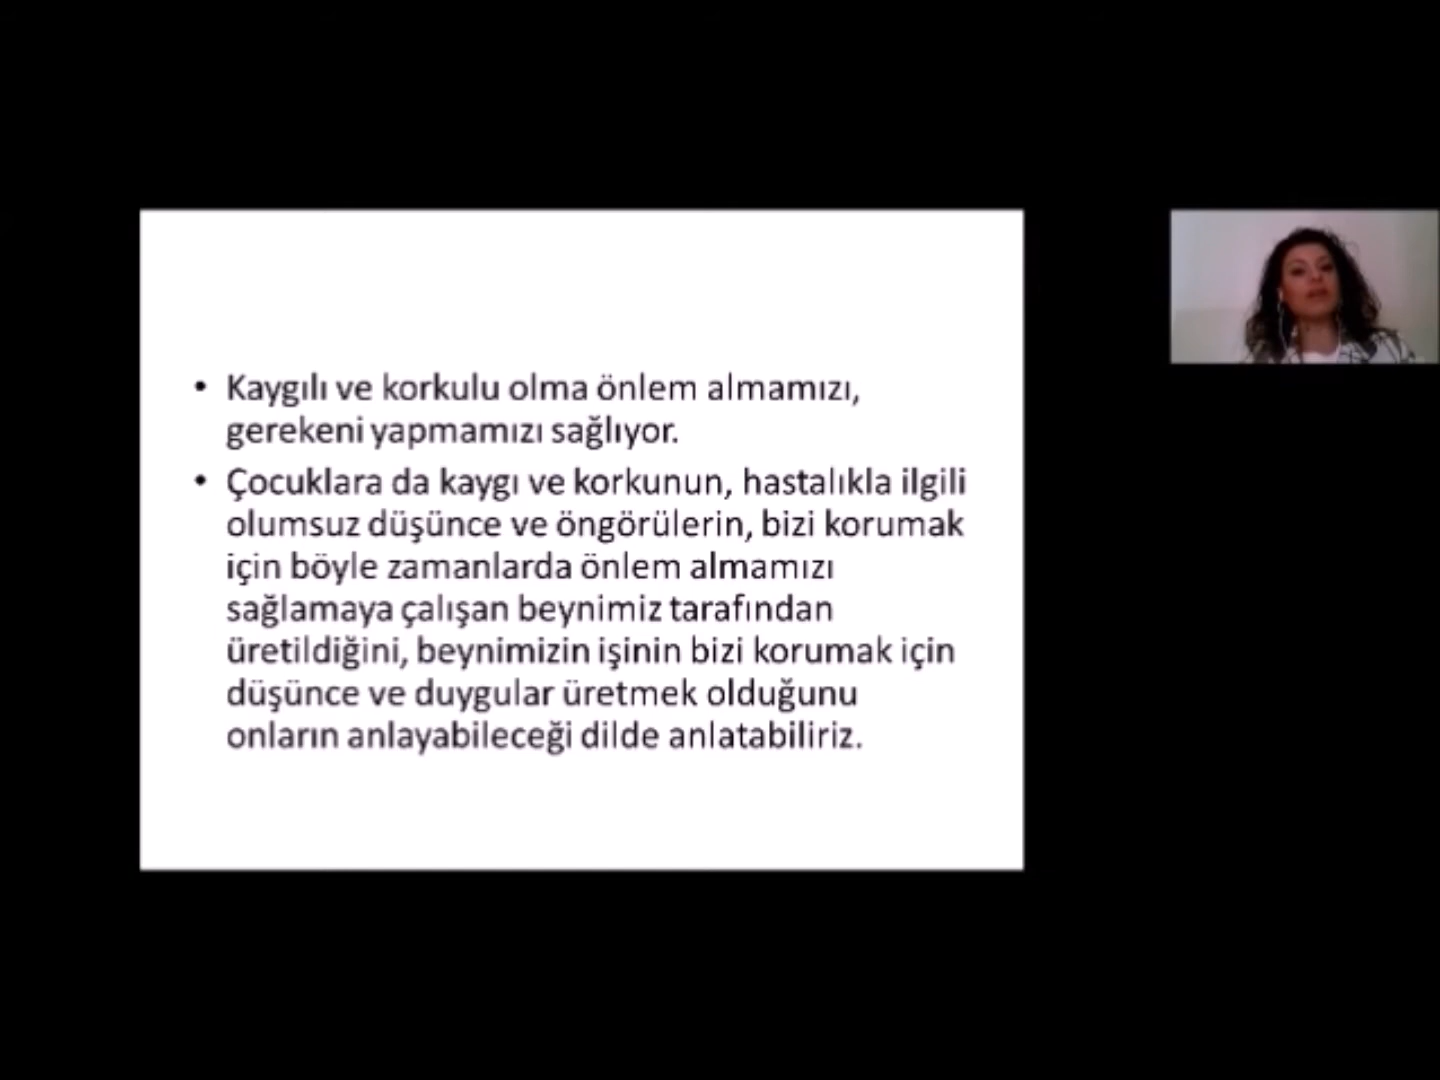 • Kaygılı ve korkulu olma önlem almamızı,
gerekeni yapmamızı sağlıyor.
• Çocuklara da kaygı ve korkunun, hastalıkla ilgili
olumsuz düşünce ve öngörülerin, bizi korumak
için böyle zamanlarda önlem almamızı
sağlamaya çalışan beynimiz tarafından
üretildiğini, beynimizin işinin bizi korumak için
düşünce ve duygular üretmek olduğunu
onların anlayabileceği dilde anlatabiliriz.